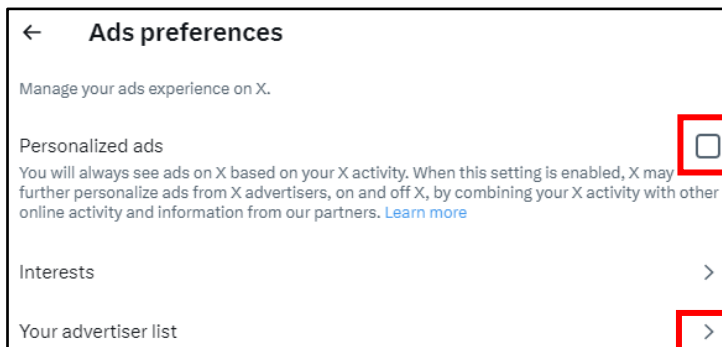 ← Ads preferences
Manage your ads experience on X.
Personalized ads
You will always see ads on X based on your X activity. When this setting is enabled, X may
further personalize ads from X advertisers, on and off X, by combining your X activity with other
online activity and information from our partners. Learn more
Interests
Your advertiser list